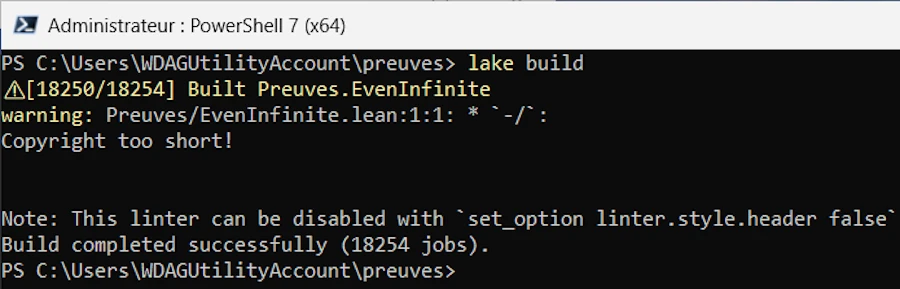 Administrateur : PowerShell 7 (x64)
PS C:\Users\WDAGUtilityAccount\preuves> lake build
⚠[18250/18254] Built Preuves.EvenInfinite
warning: Preuves/EvenInfinite.lean:1:1: * `-/`:
Copyright too short!
Note: This linter can be disabled with `set_option linter.style.header false`
Build completed successfully (18254 jobs).
PS C:\Users\WDAGUtilityAccount\preuves>